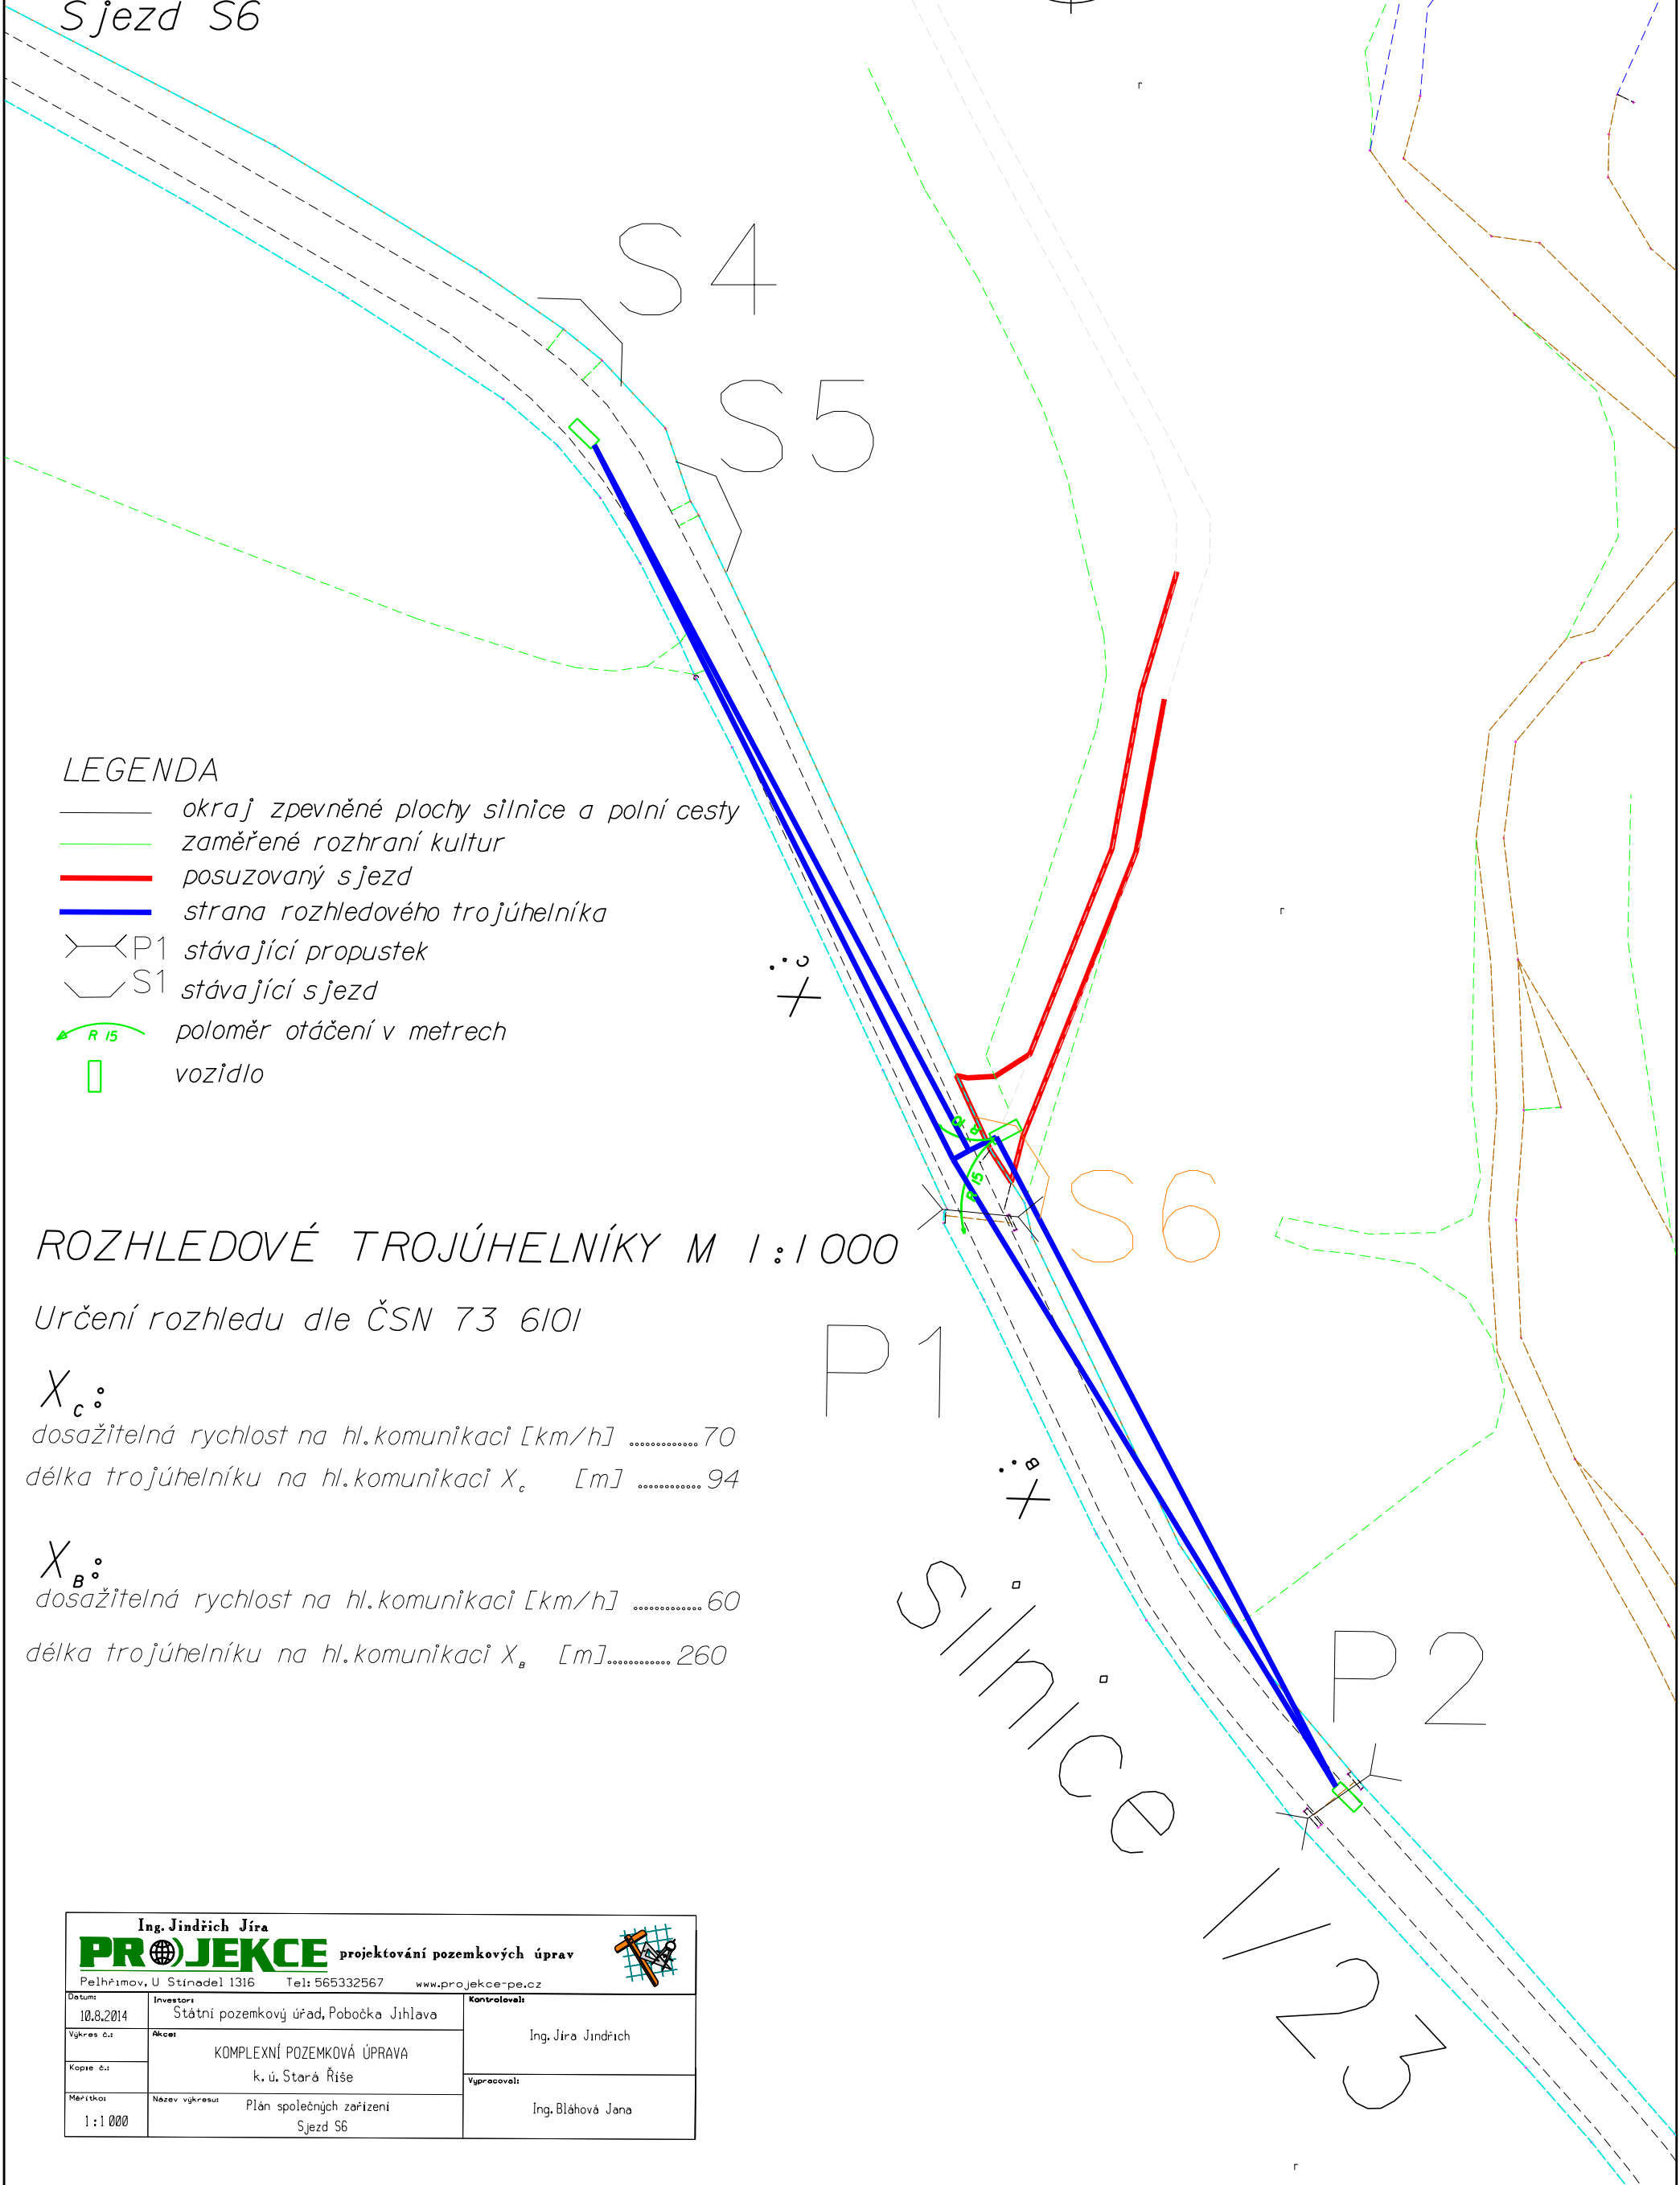 Sjezd S6
S4
S5
LEGENDA
okraj zpevněné plochy silnice a polní cesty
zaměřené rozhraní kultur
posuzovaný sjezd
strana rozhledového trojúhelníka
P1 stávající propustek
S1 stávající sjezd
R 15 poloměr otáčení v metrech
vozidlo
X c :
R 15
S6
ROZHLEDOVÉ TROJÚHELNÍKY M 1:1000
Určení rozhledu dle ČSN 73 6101
P1
X c :
dosažitelná rychlost na hl.komunikaci [km/h] ............. 70
délka trojúhelníku na hl.komunikaci X c [m] ............ 94
X B :
X B :
dosažitelná rychlost na hl.komunikaci [km/h] ............. 60
délka trojúhelníku na hl.komunikaci X B [m]............ 260
silnice I/23
P2
Ing. Jindřich Jíra
PROJEKCE projektování pozemkových úprav
Pelhřimov, U Stínadel 1316 Tel: 565332567 www.projekce-pe.cz
Datum: 10.8.2014
Investor: Státní pozemkový úřad, Pobočka Jihlava
Kontroloval: Ing. Jíra Jindřich
Výkres č.:
Akce: KOMPLEXNÍ POZEMKOVÁ ÚPRAVA
k. ú. Stará Říše
Kopie č.:
Vypracoval: Ing. Bláhová Jana
Měřítko: 1:1 000
Název výkresu: Plán společných zařízení
Sjezd S6